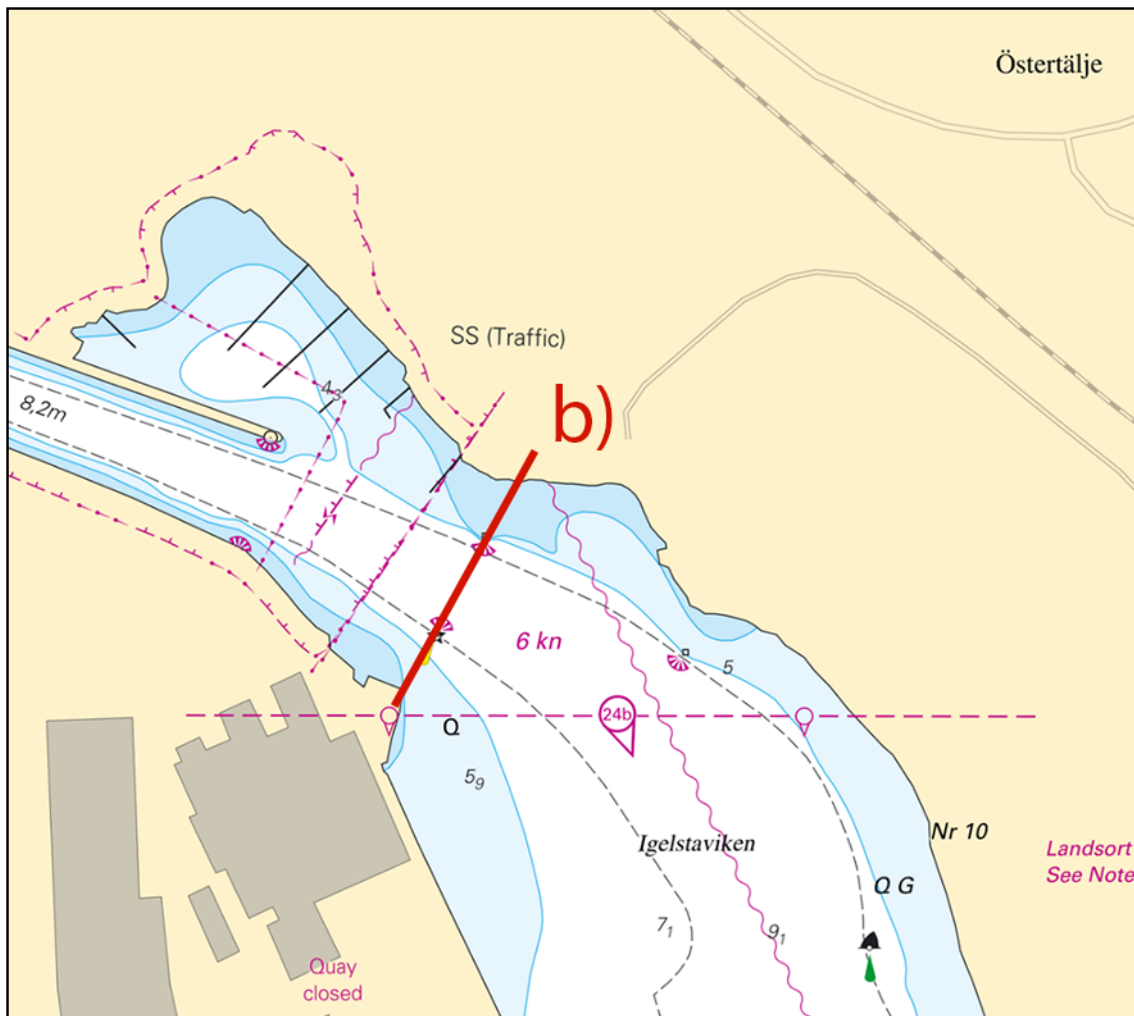 Östertälje
SS (Traffic)
4₃
8,2m
b)
6 kn
5
24b
Q
5₉
Igelstaviken
Nr 10
Landsort
See Note
Q G
7₁
9₁
Quay
closed